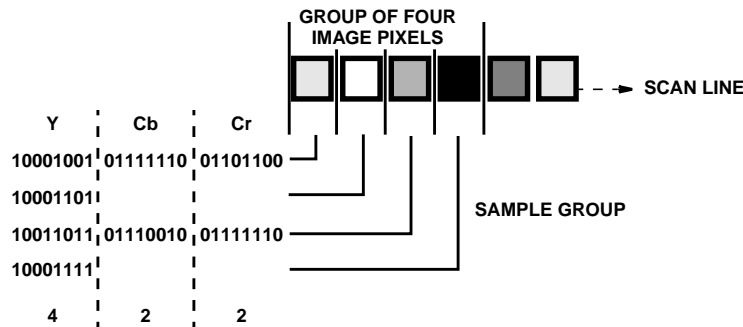 GROUP OF FOUR
IMAGE PIXELS
SCAN LINE
Y Cb Cr
10001001 01111110 01101100
10001101
SAMPLE GROUP
10011011 01110010 01111110
10001111
4 2 2